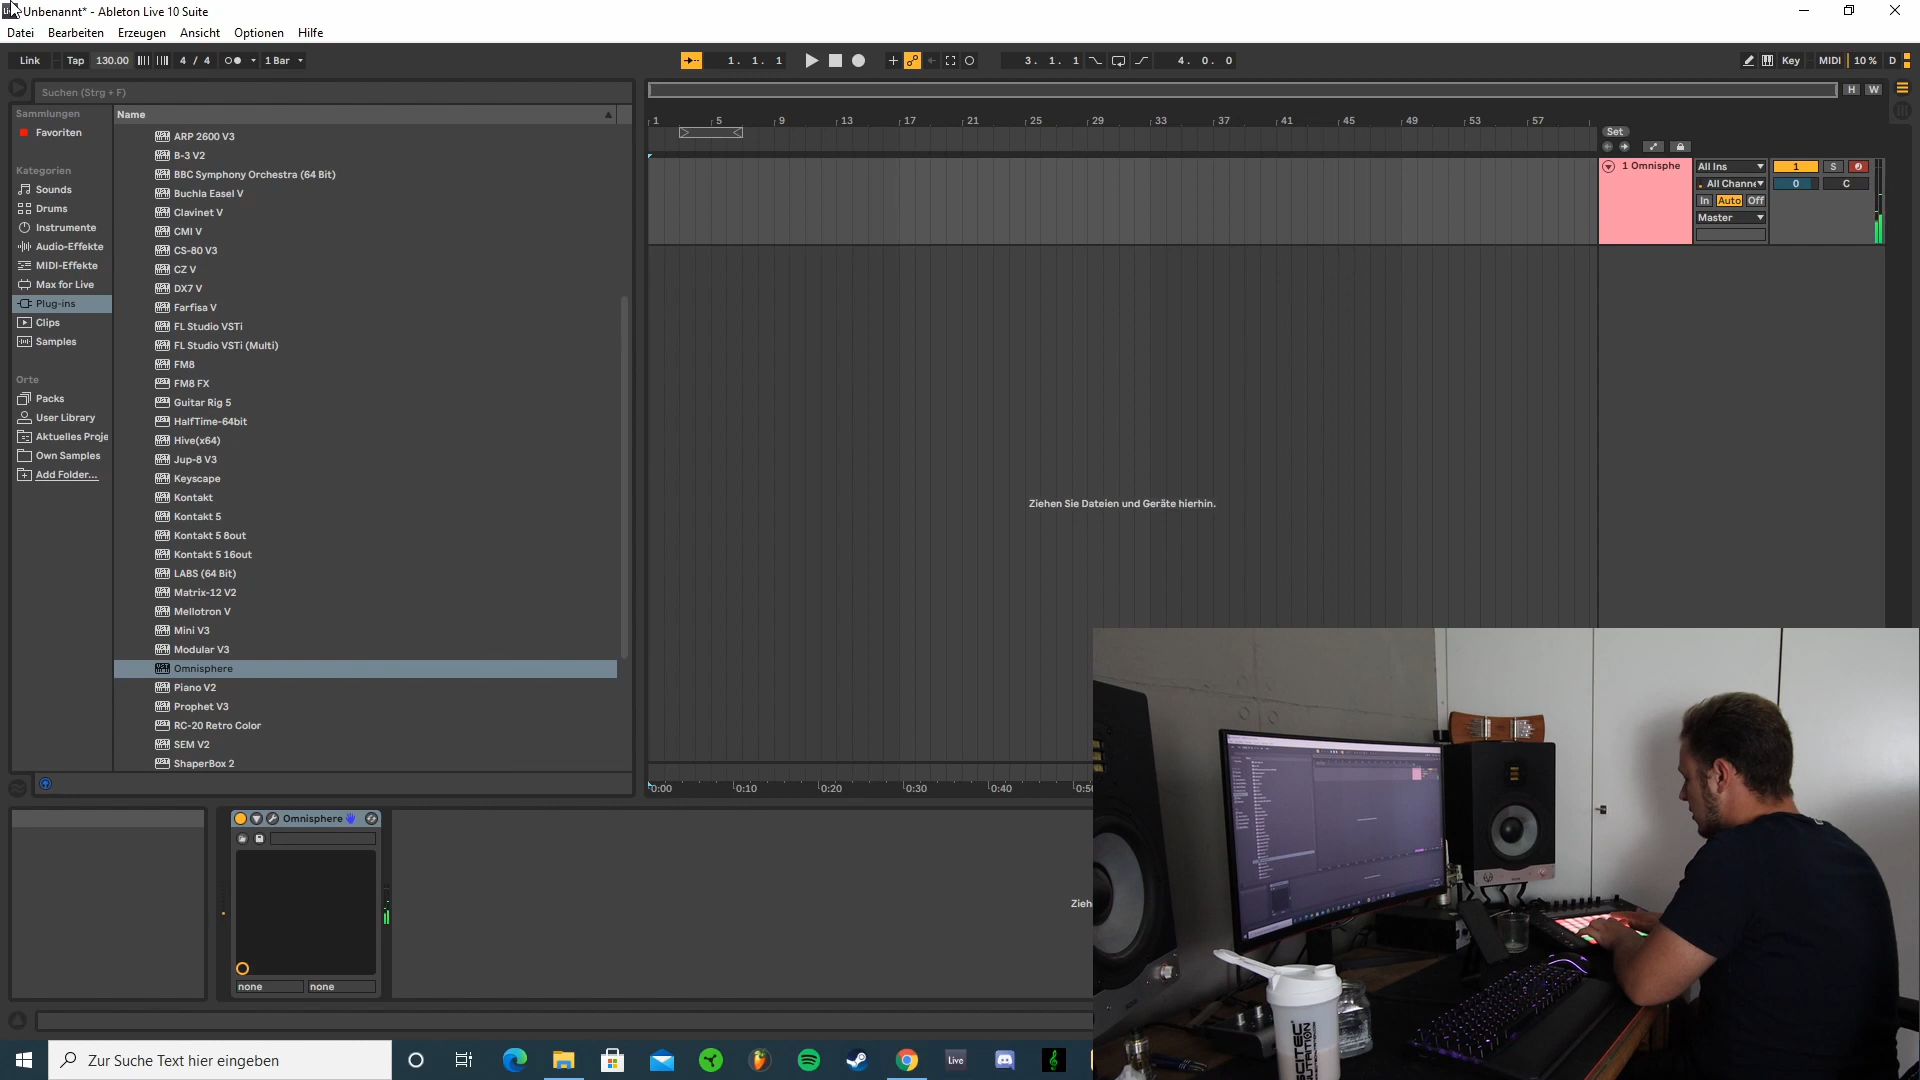 Unbenannt* - Ableton Live 10 Suite
Datei Bearbeiten Erzeugen Ansicht Optionen Hilfe
Link Tap 130.00 4 / 4 1 Bar 1. 1. 1 3. 1. 1 4. 0. 0 Key MIDI 10 % D
Suchen (Strg + F)
H W
Sammlungen
Favoriten
Kategorien
Sounds
Drums
Instrumente
Audio-Effekte
MIDI-Effekte
Max for Live
Plug-ins
Clips
Samples
Orte
Packs
User Library
Aktuelles Proje
Own Samples
Add Folder...
Name
ARP 2600 V3
B-3 V2
BBC Symphony Orchestra (64 Bit)
Buchla Easel V
Clavinet V
CMI V
CS-80 V3
CZ V
DX7 V
Farfisa V
FL Studio VSTi
FL Studio VSTi (Multi)
FM8
FM8 FX
Guitar Rig 5
HalfTime-64bit
Hive(x64)
Jup-8 V3
Keyscape
Kontakt
Kontakt 5
Kontakt 5 8out
Kontakt 5 16out
LABS (64 Bit)
Matrix-12 V2
Mellotron V
Mini V3
Modular V3
Omnisphere
Piano V2
Prophet V3
RC-20 Retro Color
SEM V2
ShaperBox 2
1 5 9 13 17 21 25 29 33 37 41 45 49 53 57
Set
1 Omnisphe
All Ins 1 S
All Channe 0 C
In Auto Off
Master
Ziehen Sie Dateien und Geräte hierhin.
0:00 0:10 0:20 0:30 0:40 0:5
Omnisphere
none none
Zieh
Zur Suche Text hier eingeben
Live
SCITEC
NUTRITION